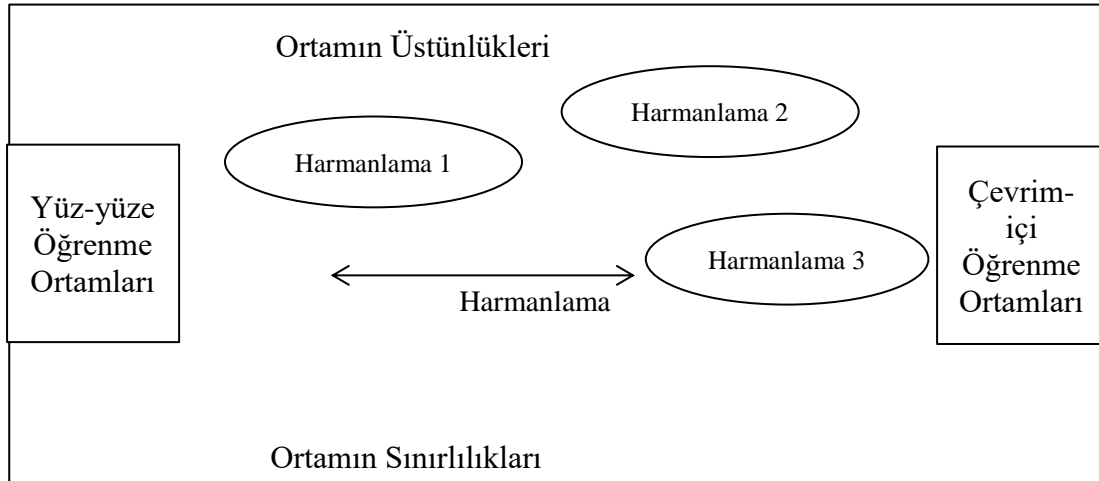 Ortamın Üstünlükleri
Harmanlama 2
Harmanlama 1
Yüz-yüze
Öğrenme
Ortamları
Çevrim-
içi
Öğrenme
Ortamları
Harmanlama 3
Harmanlama
Ortamın Sınırlılıkları